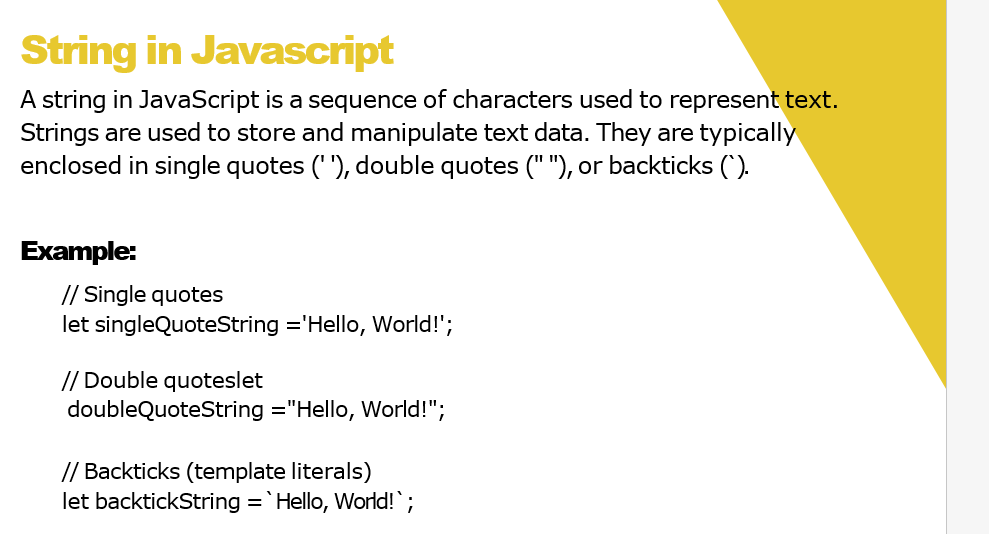 String in Javascript
A string in JavaScript is a sequence of characters used to represent text.
Strings are used to store and manipulate text data. They are typically
enclosed in single quotes (' '), double quotes (" "), or backticks (`).
Example:
// Single quotes
let singleQuoteString ='Hello, World!';
// Double quoteslet
doubleQuoteString ="Hello, World!";
// Backticks (template literals)
let backtickString =`Hello, World!`;